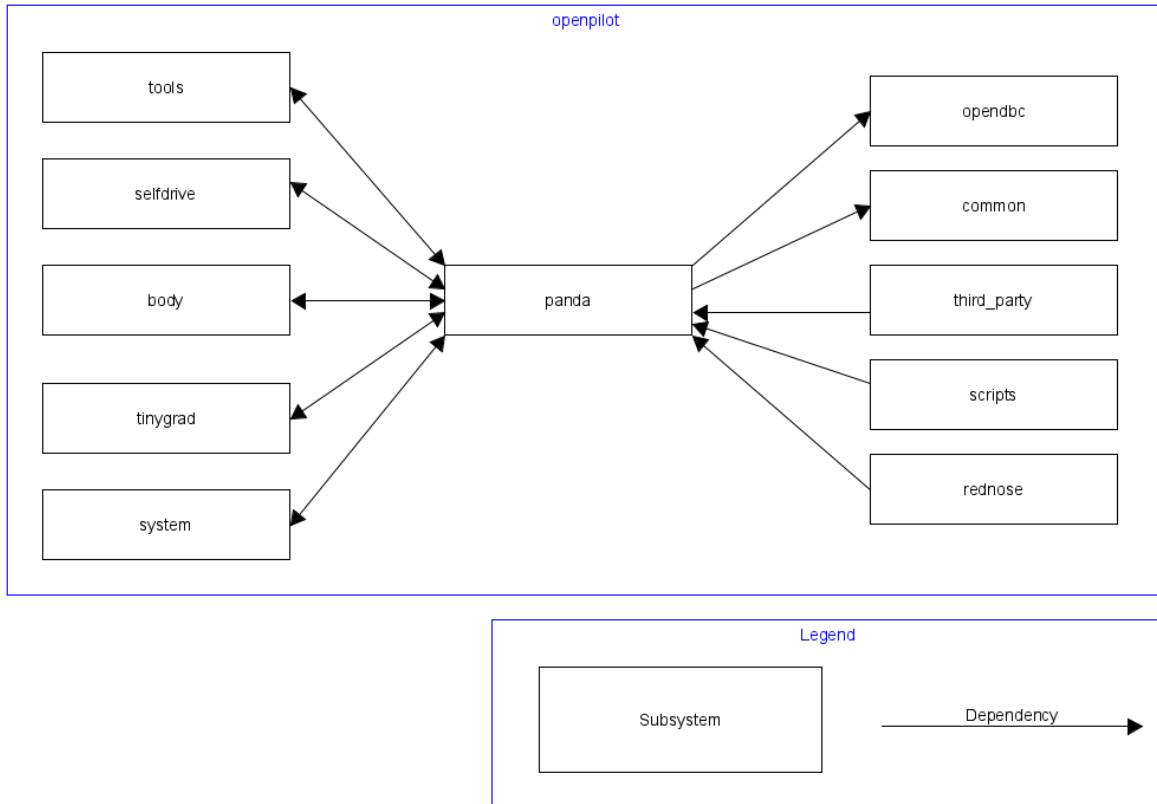 openpilot
tools
selfdrive
body
tinygrad
system
panda
opendbc
common
third_party
scripts
rednose
Legend
Subsystem
Dependency